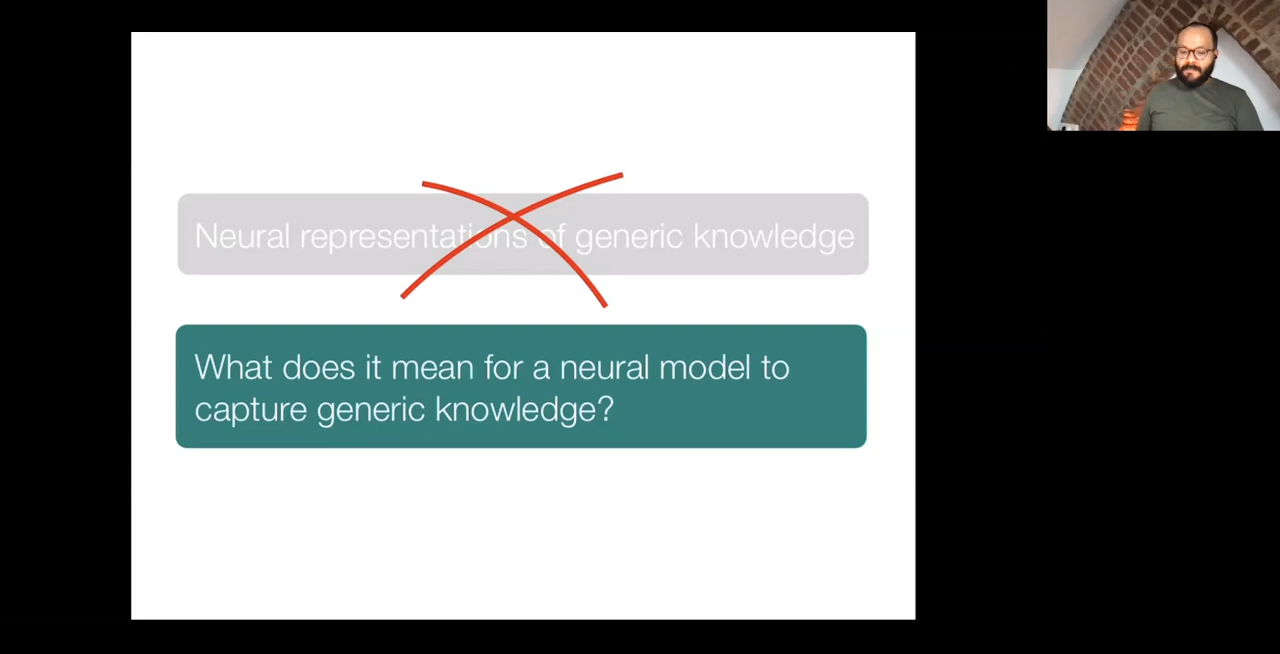 Neural representations of generic knowledge
What does it mean for a neural model to
capture generic knowledge?